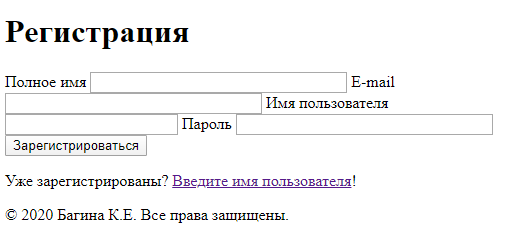 Регистрация
Полное имя E-mail
Имя пользователя
Пароль
Зарегистрироваться
Уже зарегистрированы? Введите имя пользователя!
© 2020 Багина К.Е. Все права защищены.